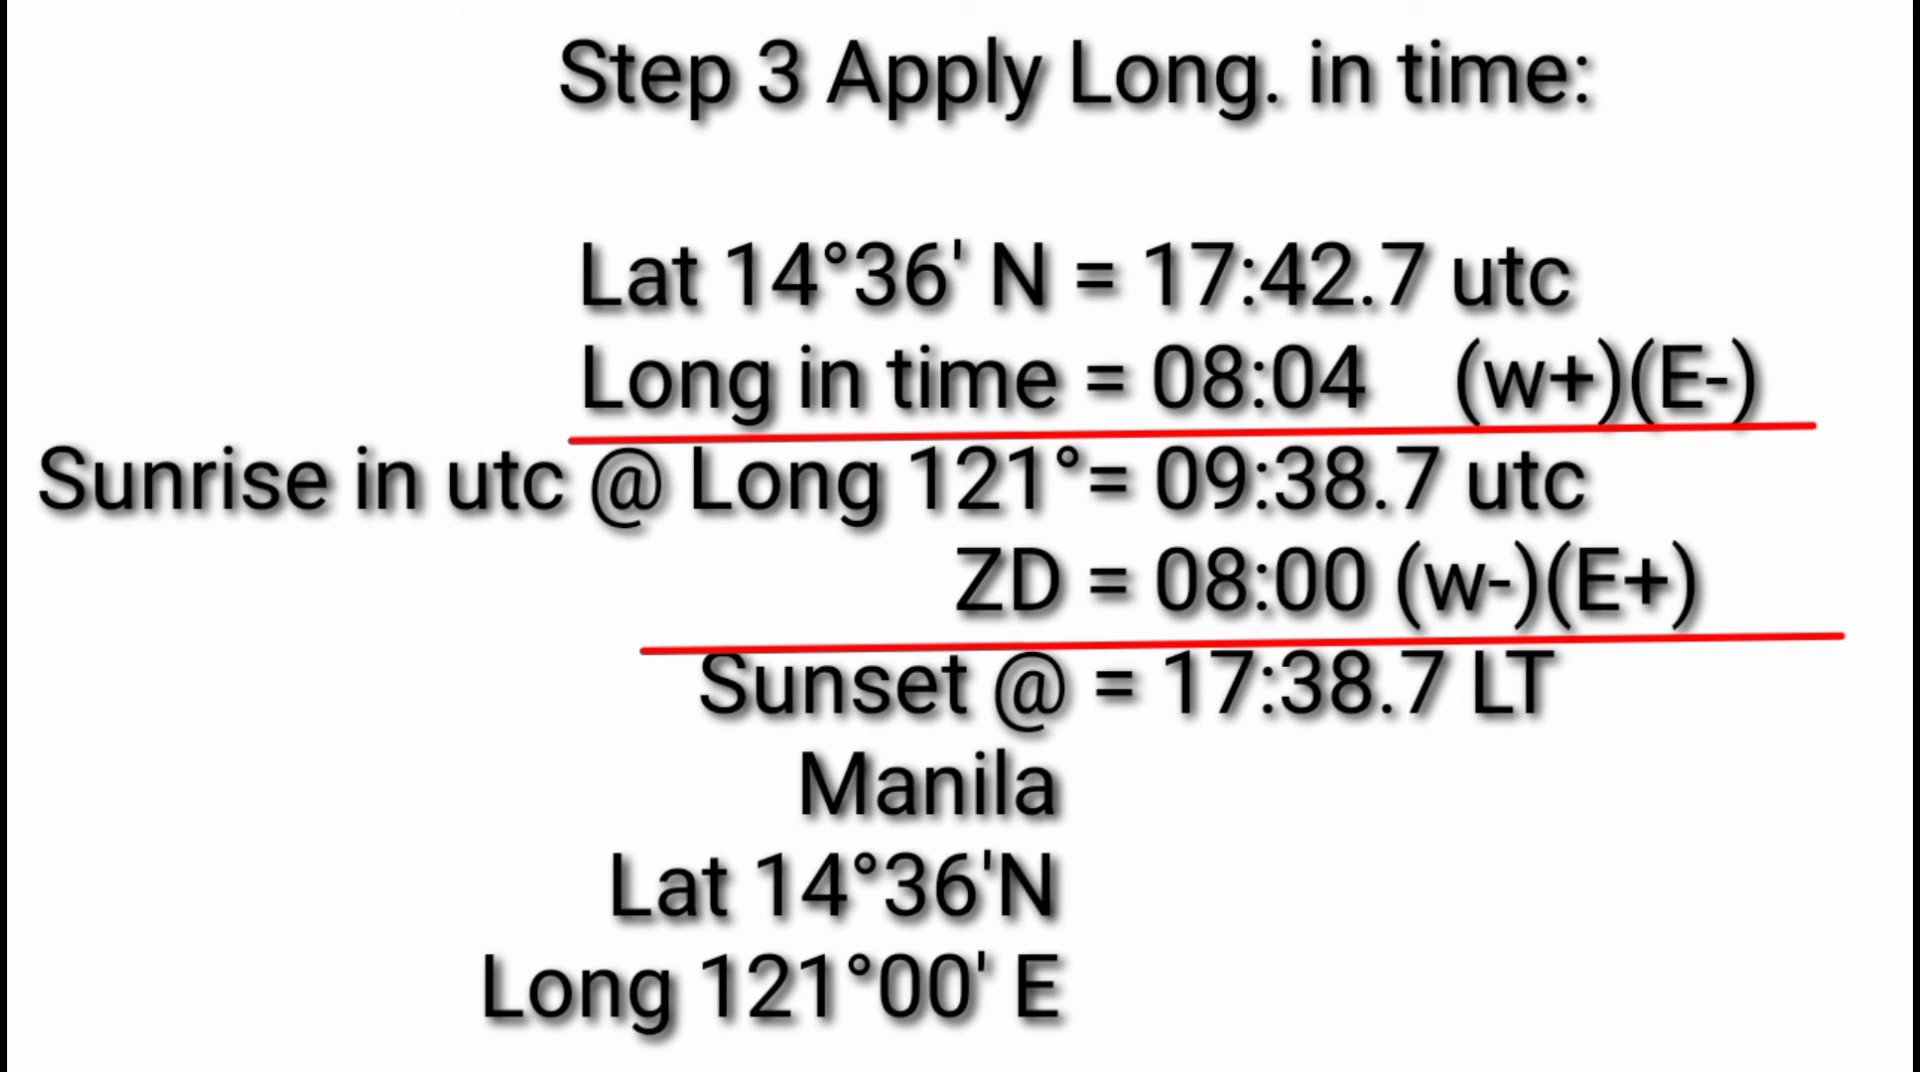 Step 3 Apply Long. in time:
Lat 14°36' N = 17:42.7 utc
Long in time = 08:04 (w+)(E-)
Sunrise in utc @ Long 121°= 09:38.7 utc
ZD = 08:00 (w-)(E+)
Sunset @ = 17:38.7 LT
Manila
Lat 14°36'N
Long 121°00' E